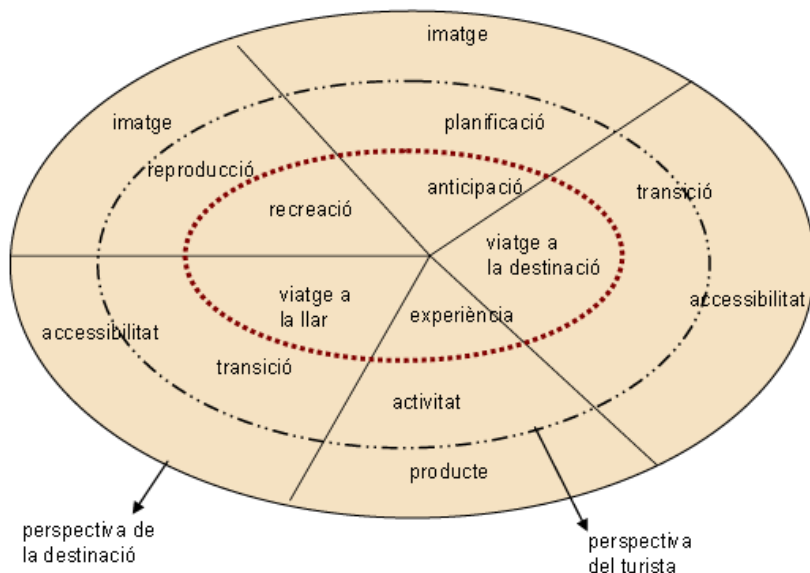 imatge
imatge
planificació
reproducció
anticipació
transició
recreació
viatge a
la destinació
viatge a
la llar
experiència
accessibilitat
accessibilitat
transició
activitat
producte
perspectiva de
la destinació
perspectiva
del turista